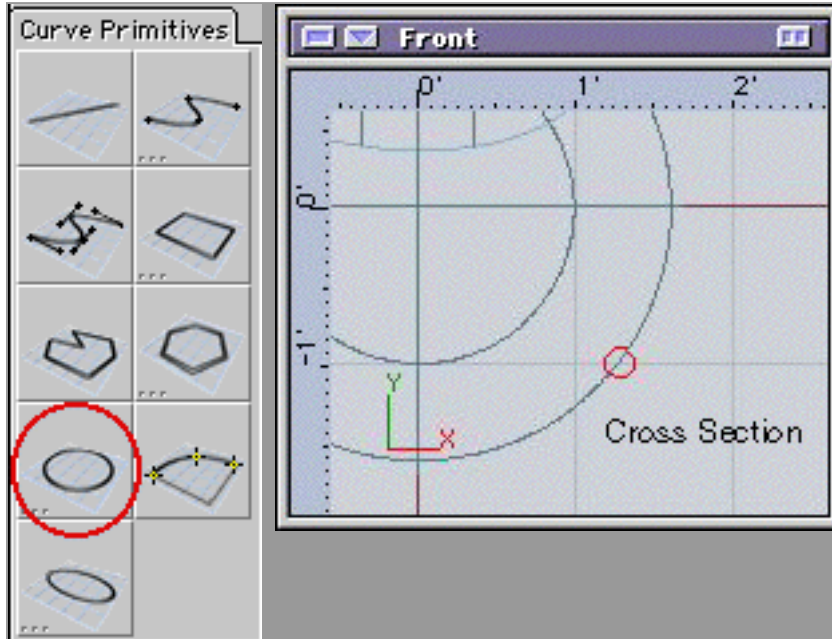 Curve Primitives
Front
0' 1' 2'
0'
-1'
Y
X
Cross Section